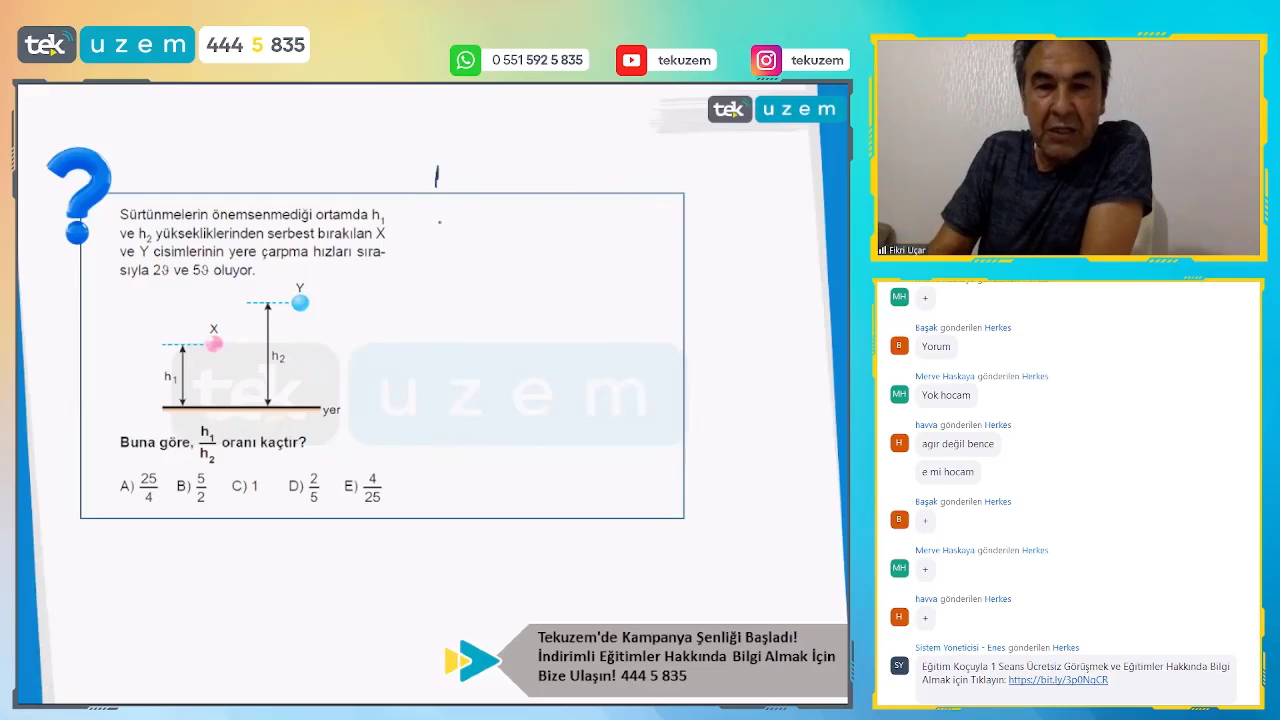 tek uzem 444 5 835
0 551 592 5 835
tekuzem
tekuzem
tek uzem
?
Sürtünmelerin önemsenmediği ortamda h₁
ve h₂ yüksekliklerinden serbest bırakılan X
ve Y cisimlerinin yere çarpma hızları sıra-
sıyla 2ϑ ve 5ϑ oluyor.
Y
X
h₂
h₁
yer
tek uzem
Buna göre, h₁/h₂ oranı kaçtır?
A) 25/4 B) 5/2 C) 1 D) 2/5 E) 4/25
Tekuzem'de Kampanya Şenliği Başladı!
İndirimli Eğitimler Hakkında Bilgi Almak İçin
Bize Ulaşın! 444 5 835
Fikri Uçar
MH
+
Başak gönderilen Herkes
B
Yorum
Merve Haskaya gönderilen Herkes
MH
Yok hocam
havva gönderilen Herkes
H
agır değil bence
e mi hocam
Başak gönderilen Herkes
B
+
Merve Haskaya gönderilen Herkes
MH
+
havva gönderilen Herkes
H
+
Sistem Yöneticisi - Enes gönderilen Herkes
SY
Eğitim Koçuyla 1 Seans Ücretsiz Görüşmek ve Eğitimler Hakkında Bilgi
Almak için Tıklayın: https://bit.ly/3p0NqCR